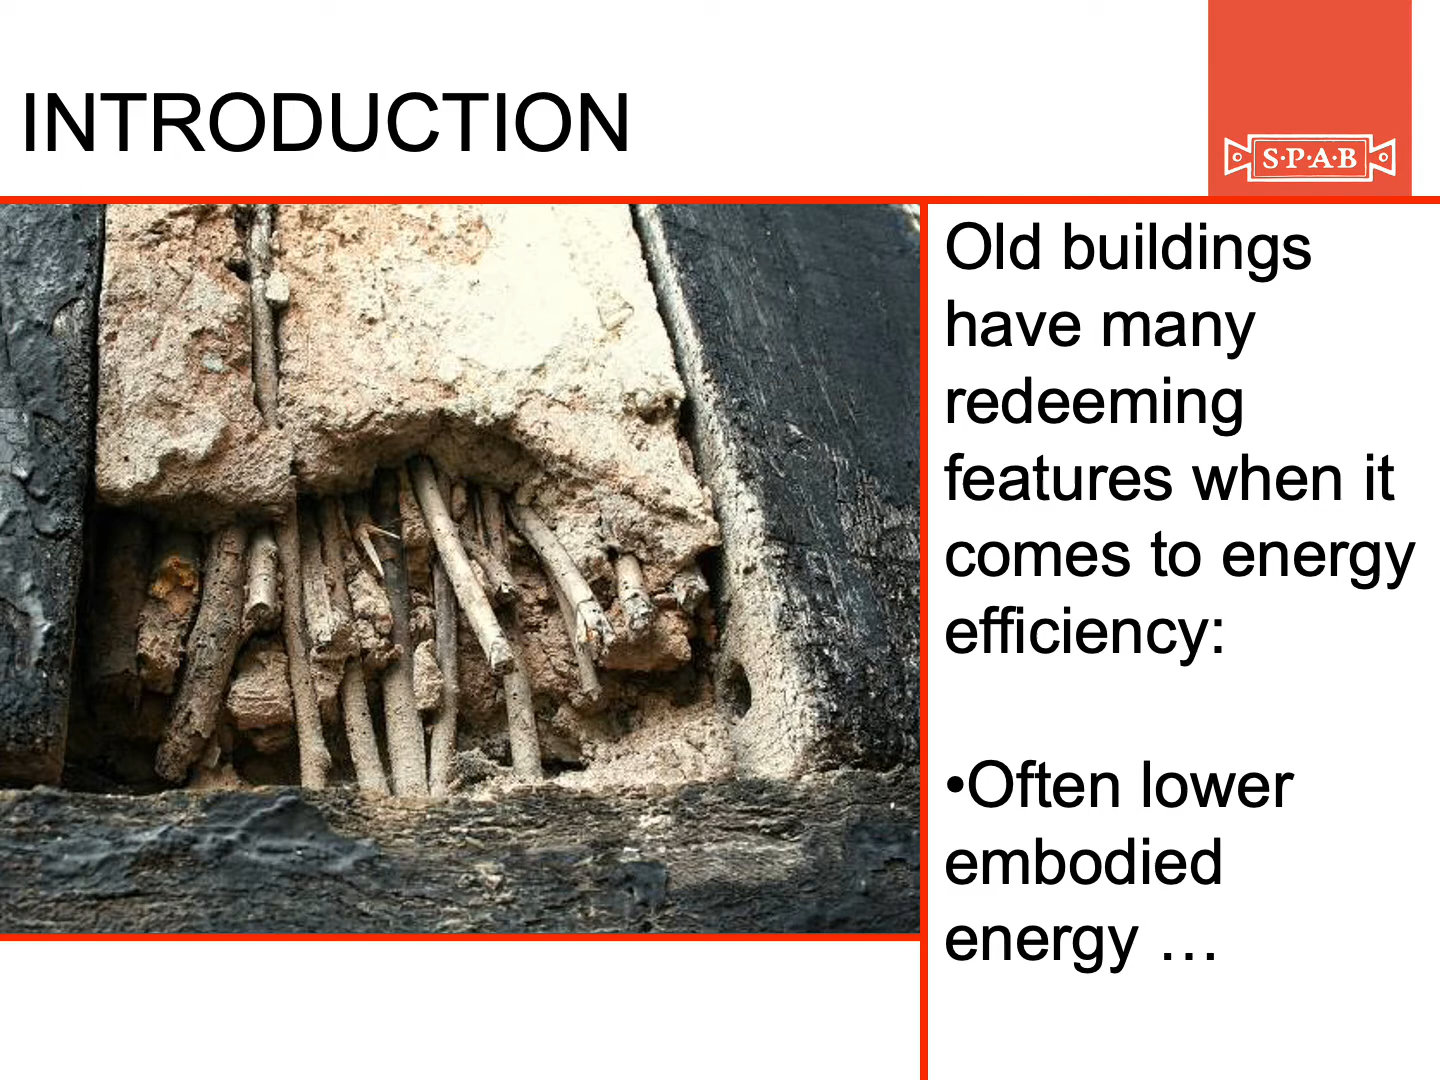 INTRODUCTION
S·P·A·B
Old buildings
have many
redeeming
features when it
comes to energy
efficiency:
•Often lower
embodied
energy …